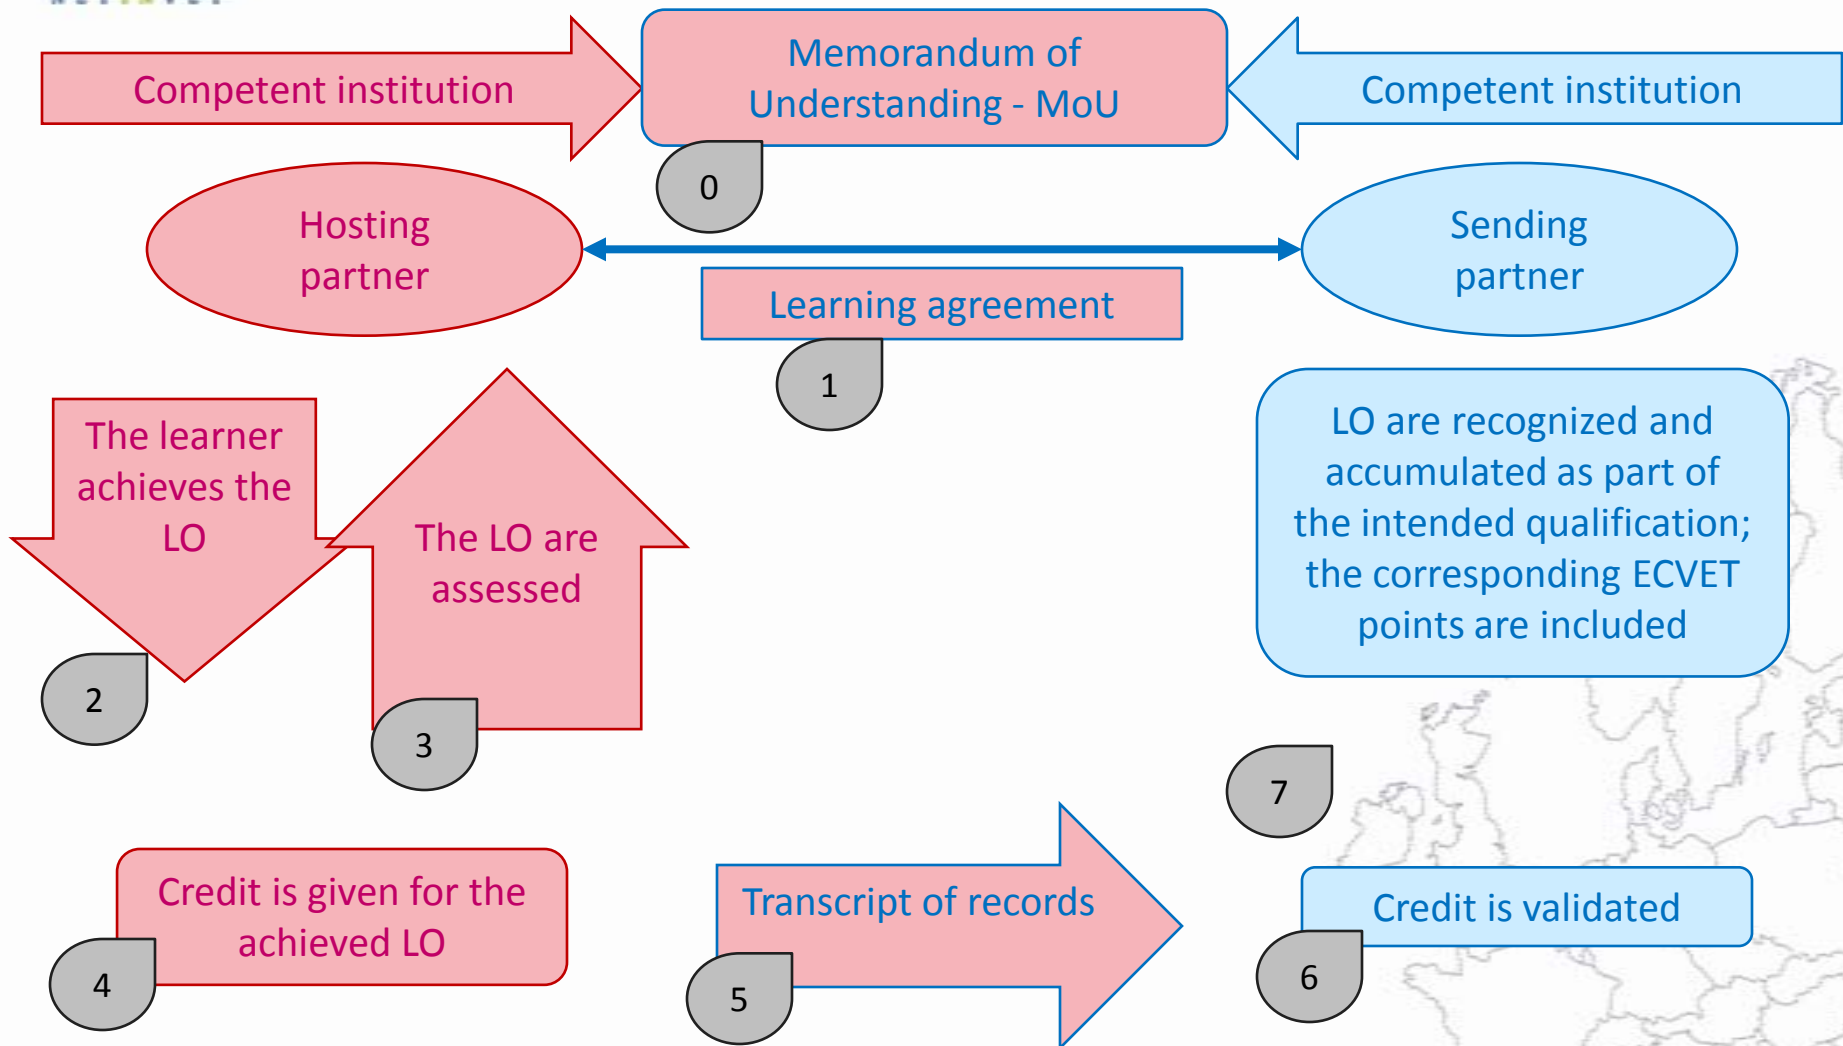 Competent institution
Memorandum of
Understanding - MoU
Competent institution
0
Hosting
partner
Sending
partner
Learning agreement
1
The learner
achieves the
LO
2
The LO are
assessed
3
LO are recognized and
accumulated as part of
the intended qualification;
the corresponding ECVET
points are included
7
Credit is given for the
achieved LO
4
Transcript of records
5
Credit is validated
6